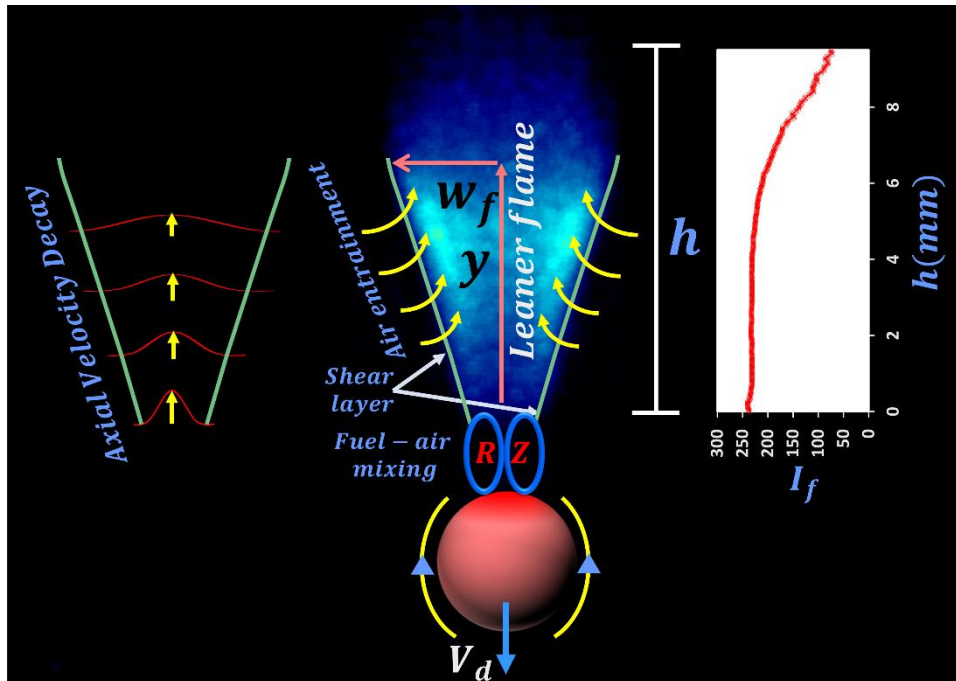 Axial Velocity Decay
Air entrainment
w_f
y
Leaner flame
h
Shear
layer
Fuel – air
mixing
R Z
V_d
8
6
4
2
0
h(mm)
300 250 200 150 100 50 0
I_f